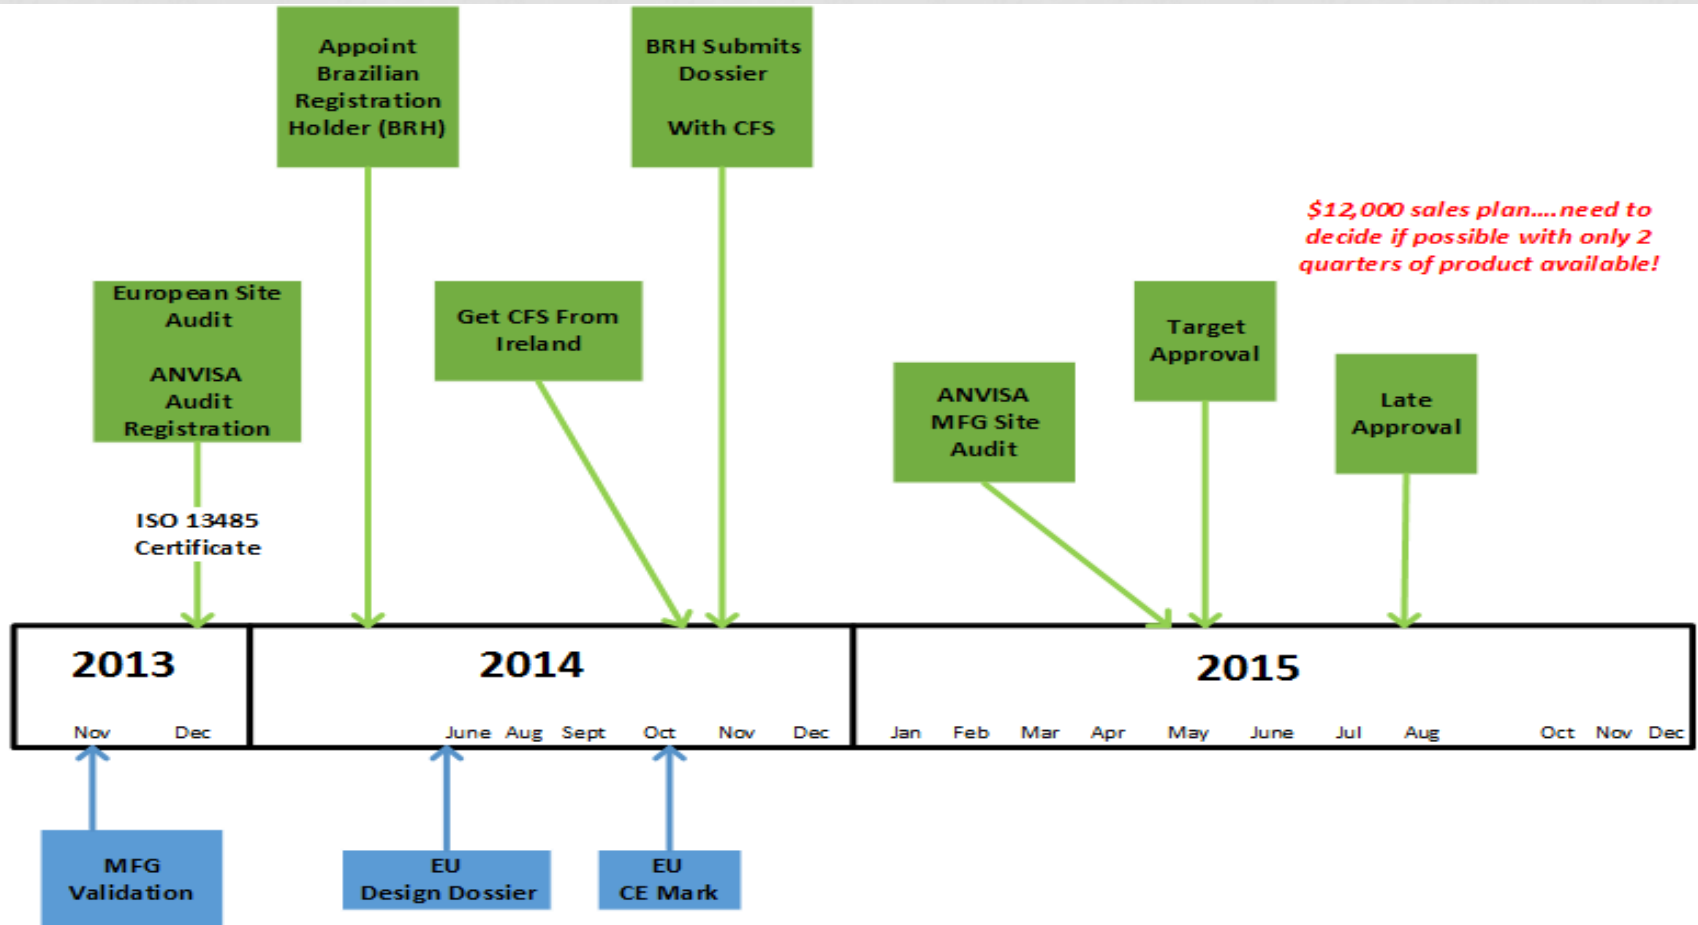 Appoint
Brazilian
Registration
Holder (BRH)
BRH Submits
Dossier
With CFS
$12,000 sales plan....need to
decide if possible with only 2
quarters of product available!
European Site
Audit
ANVISA
Audit
Registration
Get CFS From
Ireland
Target
Approval
ANVISA
MFG Site
Audit
Late
Approval
ISO 13485
Certificate
2013
2014
2015
Nov Dec
June Aug Sept Oct Nov Dec
Jan Feb Mar Apr May June Jul Aug Oct Nov Dec
MFG
Validation
EU
Design Dossier
EU
CE Mark